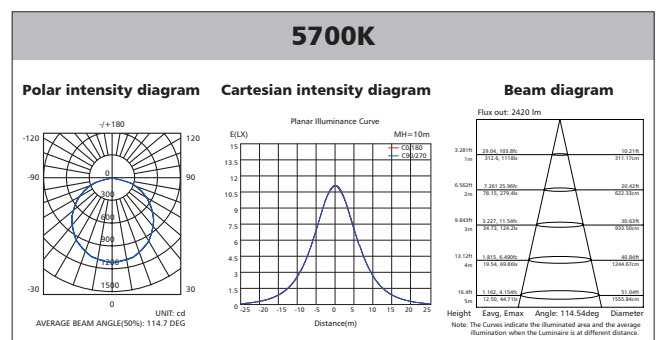 5700K
Polar intensity diagram
-/+180
-120
120
-90
90
0
300
600
900
1200
1500
-30
30
0
UNIT: cd
AVERAGE BEAM ANGLE(50%): 114.7 DEG
Cartesian intensity diagram
Planar Illuminance Curve
E(LX)
MH=10m
C0/180
C90/270
15
13.5
12
10.5
9
7.5
6
4.5
3
1.5
0
-25 -20 -15 -10 -5 0 5 10 15 20 25
Distance(m)
Beam diagram
Flux out: 2420 lm
3.281ft 29.04, 103.8fc 10.21ft
1m 312.6, 1118lx 311.17cm
6.562ft 7.261 25.96fc 20.42ft
2m 78.15, 279.4lx 622.33cm
9.843ft 3.227, 11.54fc 30.63ft
3m 34.73, 124.2lx 933.50cm
13.12ft 1.815, 6.490fc 40.84ft
4m 19.54, 69.86lx 1244.67cm
16.4ft 1.162, 4.154fc 51.04ft
5m 12.50, 44.71lx 1555.84cm
Height Eavg, Emax Angle: 114.54deg Diameter
Note: The Curves indicate the illuminated area and the average
illumination when the Luminaire is at different distance.